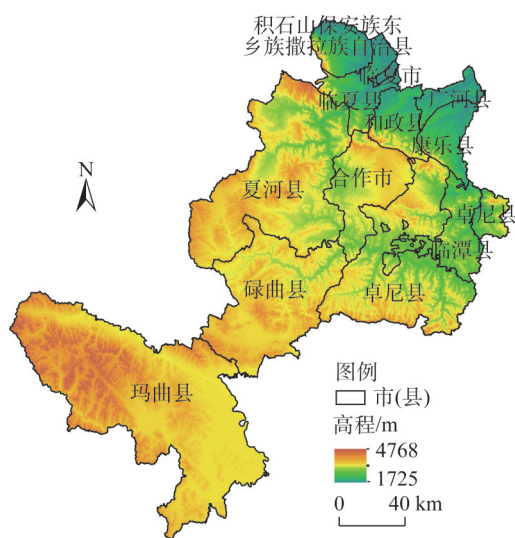 积石山保安族东
乡族撒拉族自治县
临夏市
临夏县
广河县
和政县
康乐县
N
夏河县
合作市
卓尼县
临潭县
碌曲县
卓尼县
玛曲县
图例
市(县)
高程/m
4768
1725
0 40 km